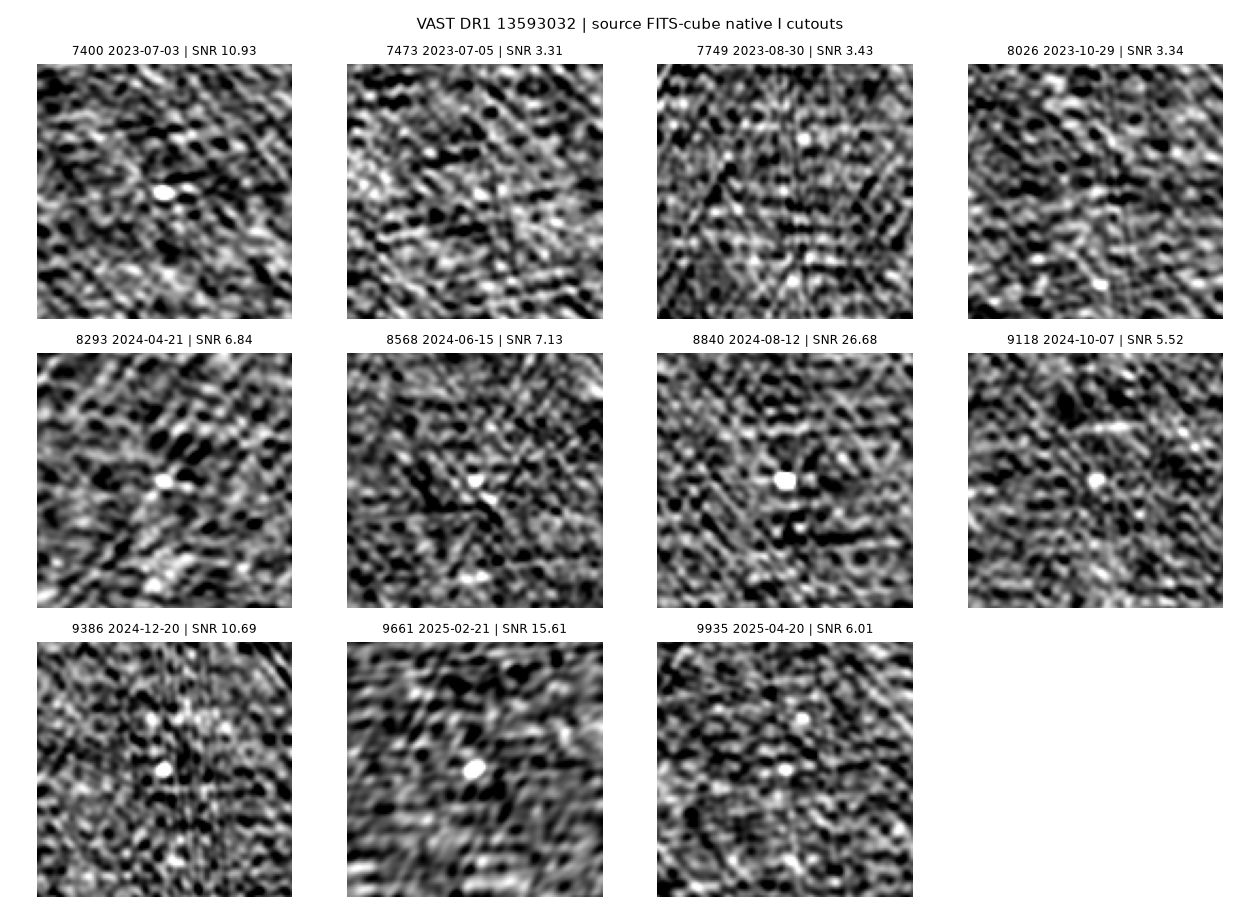 VAST DR1 13593032 | source FITS-cube native I cutouts
7400 2023-07-03 | SNR 10.93
7473 2023-07-05 | SNR 3.31
7749 2023-08-30 | SNR 3.43
8026 2023-10-29 | SNR 3.34
8293 2024-04-21 | SNR 6.84
8568 2024-06-15 | SNR 7.13
8840 2024-08-12 | SNR 26.68
9118 2024-10-07 | SNR 5.52
9386 2024-12-20 | SNR 10.69
9661 2025-02-21 | SNR 15.61
9935 2025-04-20 | SNR 6.01